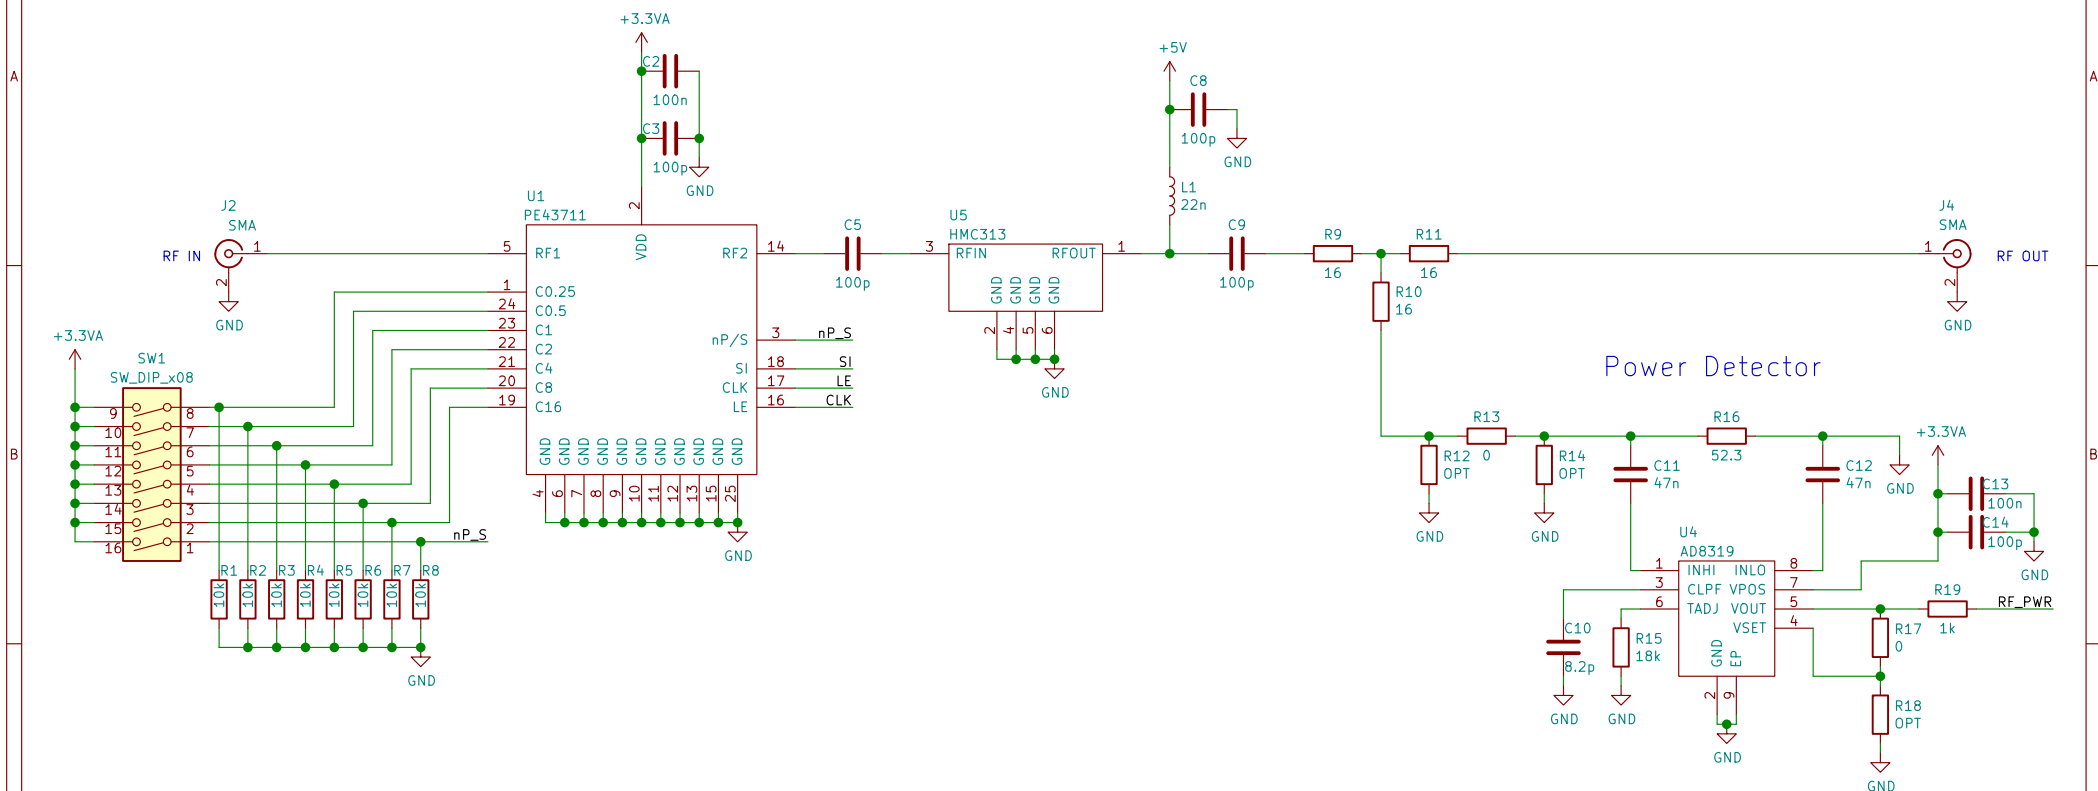 A
A
B
B
+3.3VA
C2
100n
C3
100p
GND
2
+5V
C8
100p
GND
L1
22n
J2
SMA
1
RF IN
2
GND
U1
PE43711
5 RF1
VDD
RF2 14
1 C0.25
24 C0.5
23 C1
22 C2
21 C4
20 C8
19 C16
nP/S 3 nP_S
SI 18 SI
CLK 17 LE
LE 16 CLK
GND GND GND GND GND GND GND GND GND GND GND
4 6 7 8 9 10 11 12 13 15 25
GND
C5
100p
U5
HMC313
3 RFIN
RFOUT 1
GND GND GND GND
2 4 5 6
GND
C9
100p
R9
16
R11
16
R10
16
J4
SMA
1
RF OUT
2
GND
+3.3VA
SW1
SW_DIP_x08
9 8
10 7
11 6
12 5
13 4
14 3
15 2
16 1
nP_S
R1 R2 R3 R4 R5 R6 R7 R8
10k 10k 10k 10k 10k 10k 10k 10k
GND
Power Detector
R13
0
R12
OPT
GND
R14
OPT
GND
C11
47n
R16
52.3
C12
47n
GND
+3.3VA
C13
100n
C14
100p
GND
U4
AD8319
1 INHI
3 CLPF
6 TADJ
INLO 8
VPOS 7
VOUT 5
VSET 4
GND EP
2 9
GND
C10
8.2p
GND
R15
18k
GND
R19
1k
RF_PWR
R17
0
R18
OPT
GND